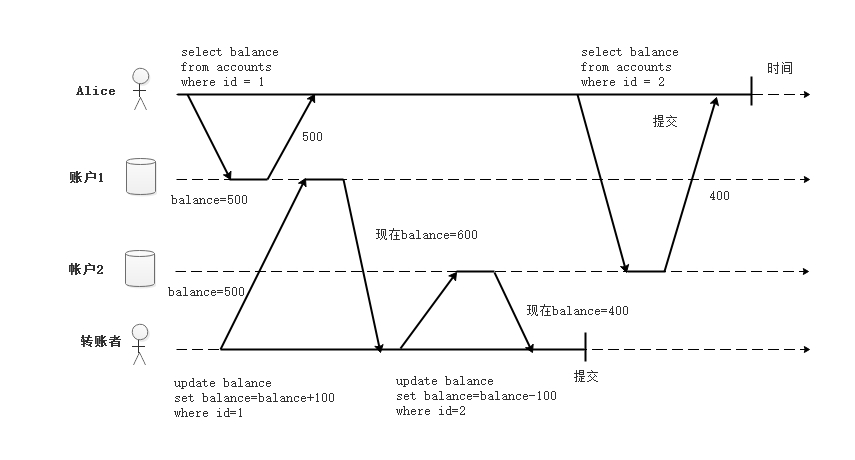 select balance
from accounts
where id = 1
select balance
from accounts
where id = 2
时间
Alice
提交
500
账户1
balance=500
400
现在balance=600
帐户2
balance=500
现在balance=400
转账者
提交
update balance
set balance=balance+100
where id=1
update balance
set balance=balance-100
where id=2